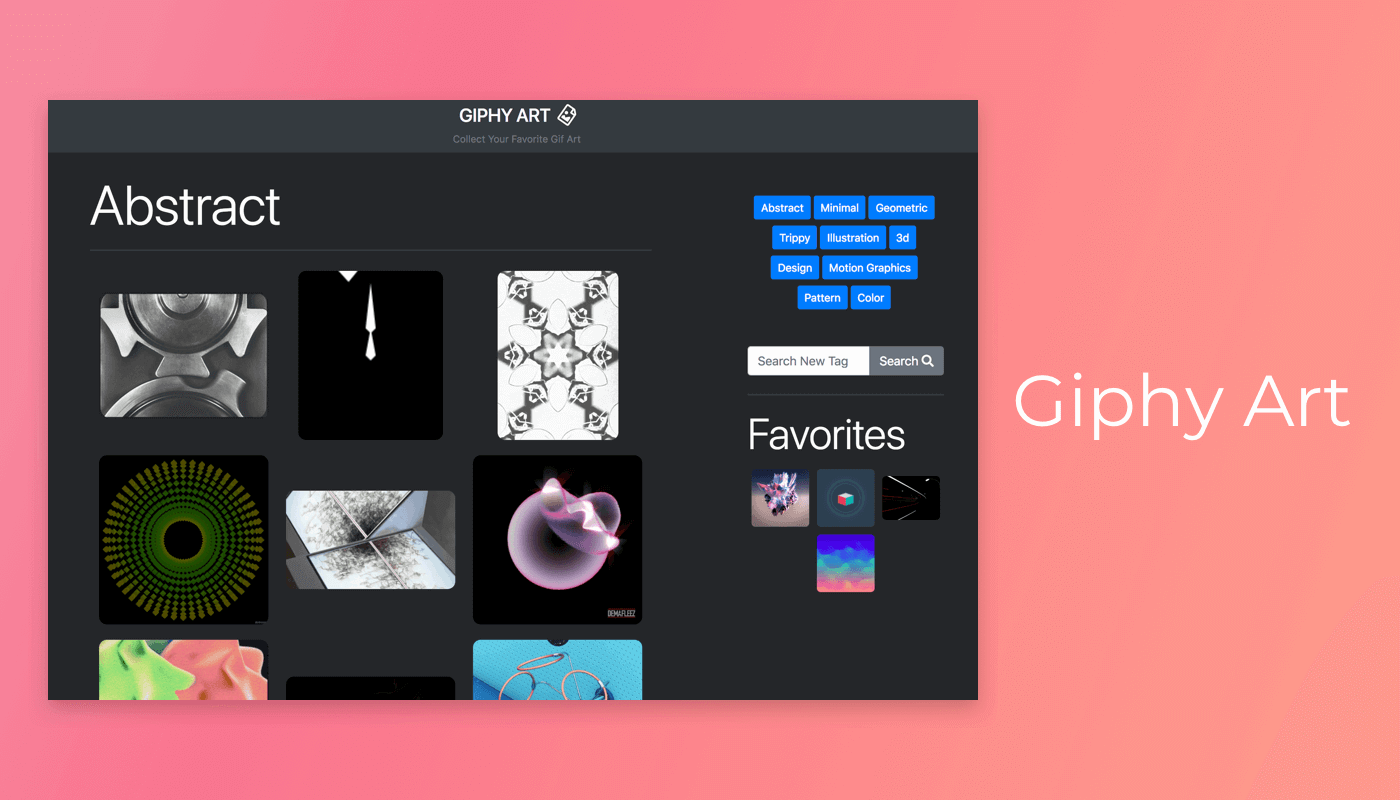 GIPHY ART
Collect Your Favorite Gif Art
Abstract
Abstract Minimal Geometric
Trippy Illustration 3d
Design Motion Graphics
Pattern Color
Search New Tag Search
Favorites
DEMAFLEEZ
Giphy Art